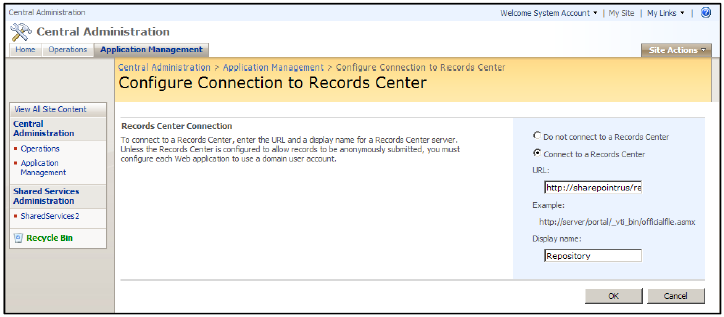 Central Administration
Welcome System Account My Site | My Links |
Central Administration
Home Operations Application Management Site Actions
Central Administration > Application Management > Configure Connection to Records Center
Configure Connection to Records Center
View All Site Content
Central
Administration
Operations
Application
Management
Shared Services
Administration
SharedServices2
Recycle Bin
Records Center Connection
To connect to a Records Center, enter the URL and a display name for a Records Center server.
Unless the Records Center is configured to allow records to be anonymously submitted, you must
configure each Web application to use a domain user account.
Do not connect to a Records Center
Connect to a Records Center
URL:
http://sharepointrus/re
Example:
http://server/portal/_vti_bin/officialfile.asmx
Display name:
Repository
OK Cancel